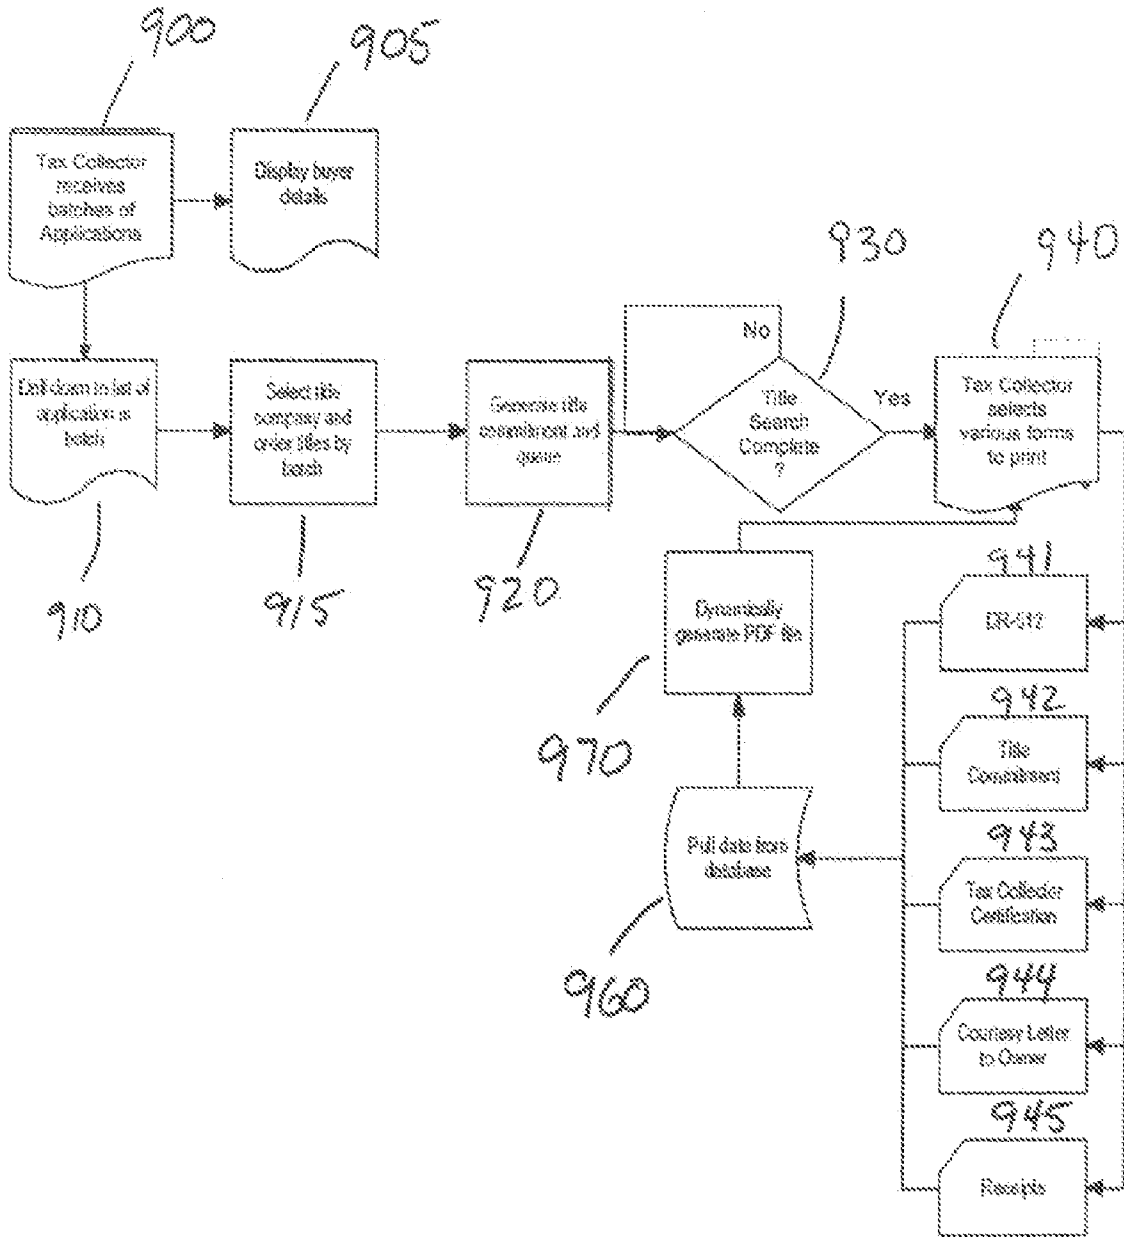 900
905
Tax Collector
receives
batches of
Applications
Display buyer
details
930
940
Drill down to list of
application in
batch
Select title
company and
order titles by
batch
Generate title
commitment and
queue
No
Title
Search
Complete
?
Yes
Tax Collector
selects
various forms
to print
910
915
920
941
DR-512
Dynamically
generate PDF file
942
970
Title
Commitment
943
Pull data from
database
Tax Collector
Certification
960
944
Courtesy Letter
to Owner
945
Receipts